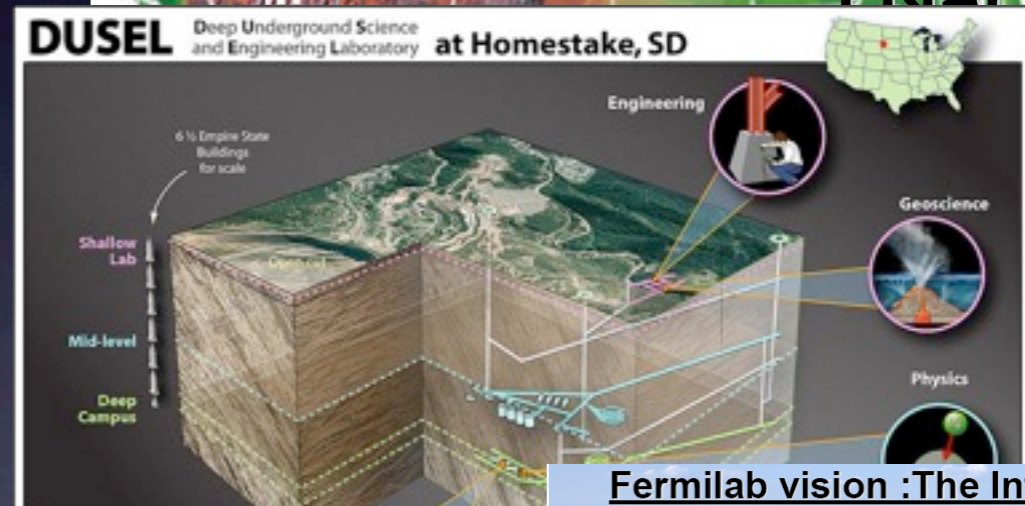 DUSEL Deep Underground Science
and Engineering Laboratory at Homestake, SD
6 ½ Empire State
Buildings
for scale
Engineering
Geoscience
Shallow
Lab
Mid-level
Physics
Deep
Campus
Fermilab vision :The In